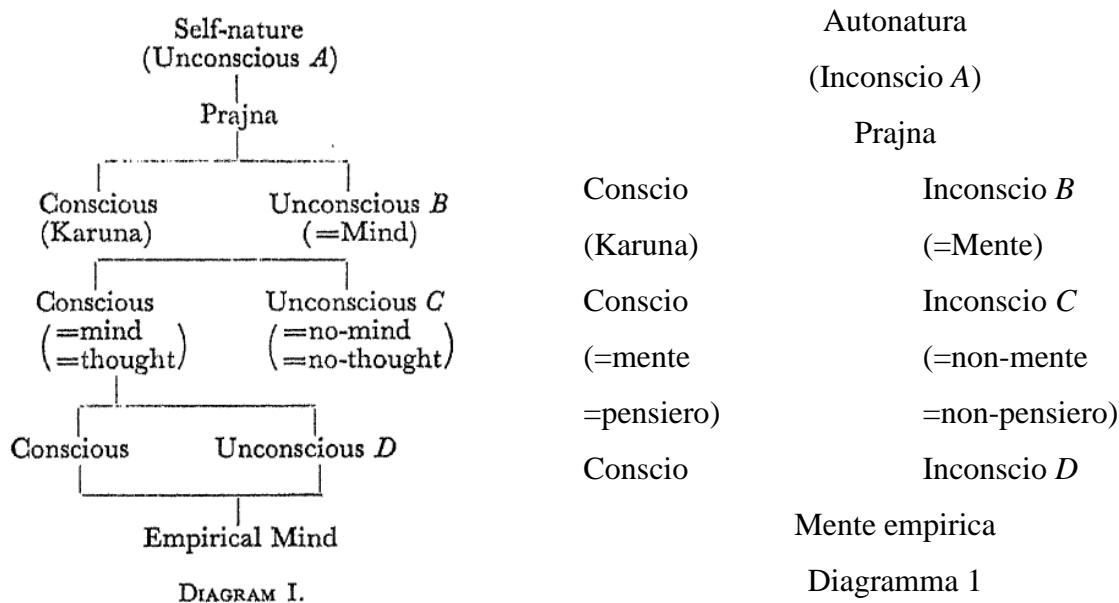 Self-nature
(Unconscious A)
Prajna
Conscious Unconscious B
(Karuna) (=Mind)
Conscious Unconscious C
(=mind (=no-mind
=thought) =no-thought)
Conscious Unconscious D
Empirical Mind
DIAGRAM I.
Autonatura
(Inconscio A)
Prajna
Conscio Inconscio B
(Karuna) (=Mente)
Conscio Inconscio C
(=mente (=non-mente
=pensiero) =non-pensiero)
Conscio Inconscio D
Mente empirica
Diagramma 1